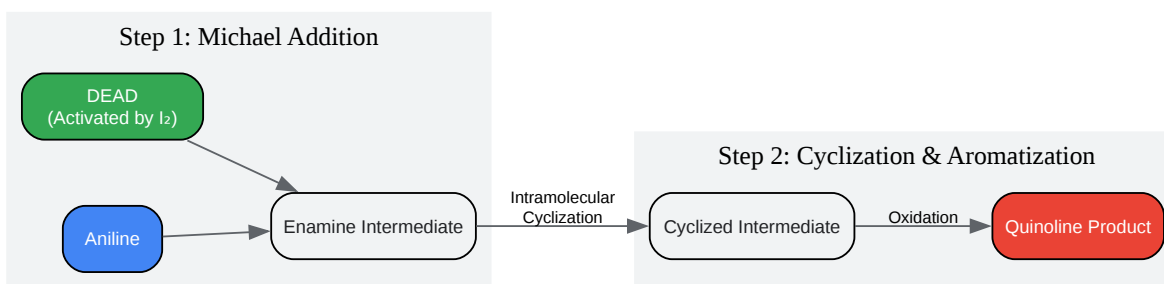 Step 1: Michael Addition
DEAD
(Activated by I₂)
Aniline
Enamine Intermediate
Intramolecular
Cyclization
Step 2: Cyclization & Aromatization
Cyclized Intermediate
Oxidation
Quinoline Product